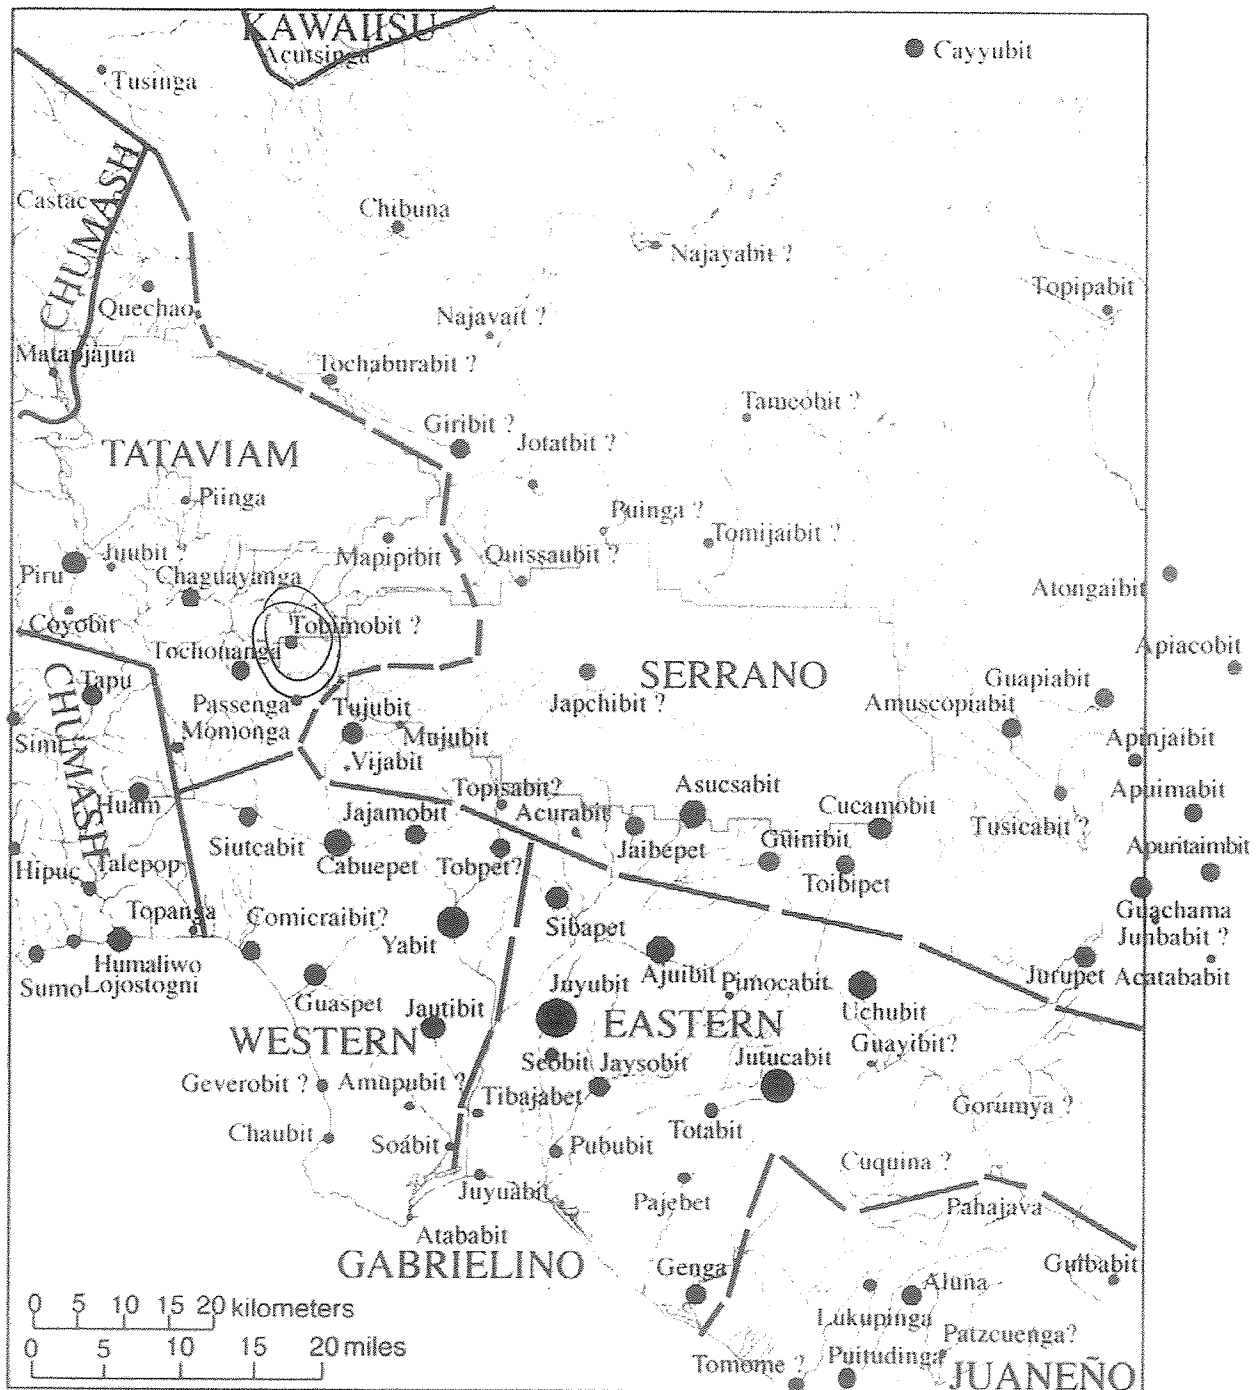 KAWAIISU
Acutsinga
Cayyubit
Tusinga
CHUMASH
Castac
Chibuna
Najayabit ?
Topipabit
Quechao
Najavait ?
Matapjajua
Tochaburabit ?
Tameobit ?
Giribit ?
Jotatbit ?
TATAVIAM
Piinga
Puinga ?
Tomijaibit ?
Juubit ?
Mapipibit
Quissaubit ?
Piru
Chaguayanga
Atongaibit
Coyobit
Tobimobit ?
Tochonanga
Apiacobit
CHUMASH
Tapu
SERRANO
Guapiabit
Passenga
Tujubit
Japchibit ?
Amuscopiabit
Simi
Momonga
Mujubit
Apinjaibit
Vijabit
Topisabit?
Asucsabit
Huam
Jajamobit
Acurabit
Cucamobit
Apuimabit
Tusicabit ?
Siutcabit
Cabuepet
Tobpet?
Jaibepet
Guinibit
Apuritaimbit
Hipuc
Talepop
Toibipet
Topanga
Comicraibit?
Sibapet
Guachama
Yabit
Junbabit ?
Humaliwo
Ajuibit
Pimocabit
Jurupet
Acatababit
Sumo
Lojostogni
Juyubit
Guaspet
Jautibit
Uchubit
WESTERN
EASTERN
Guayibit?
Seobit
Jaysobit
Jutucabit
Geverobit ?
Amupubit ?
Tibajabet
Gorumya ?
Chaubit
Soabit
Pububit
Totabit
Cuquina ?
Juyuabit
Pajebet
Pahajava
Atababit
GABRIELINO
Genga
Guibabit
Aluna
0 5 10 15 20 kilometers
Lukupinga
Patzcuenga?
0 5 10 15 20 miles
Tomome ?
Puitudinga
JUANEÑO